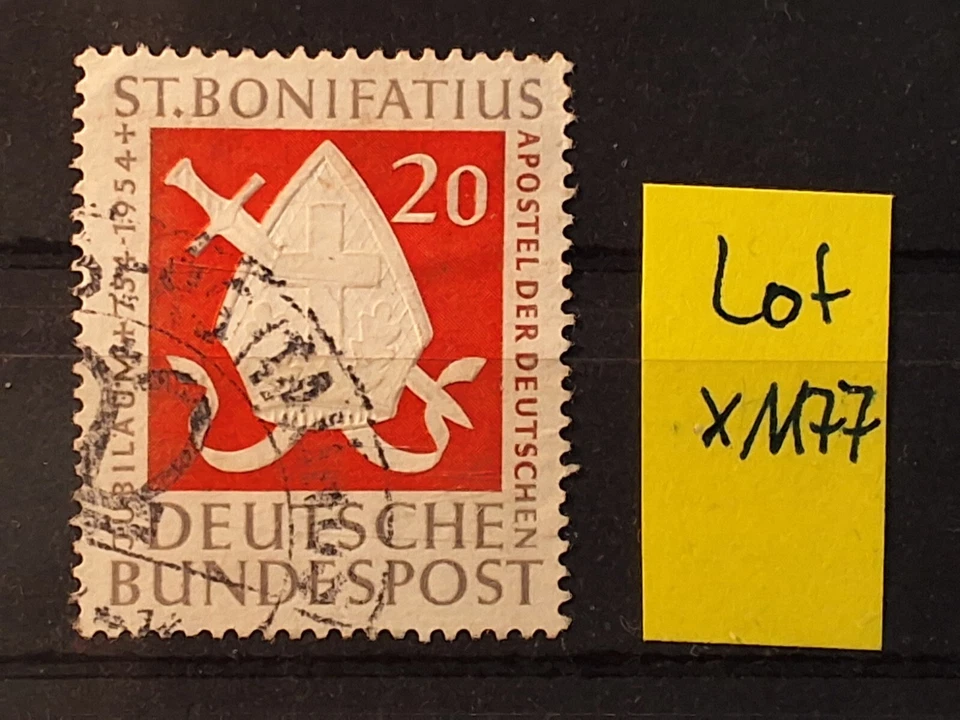 ST. BONIFATIUS
APOSTEL DER DEUTSCHEN
JUBILÄUM + 754-1954 +
20
DEUTSCHE
BUNDESPOST
Lot
X1177